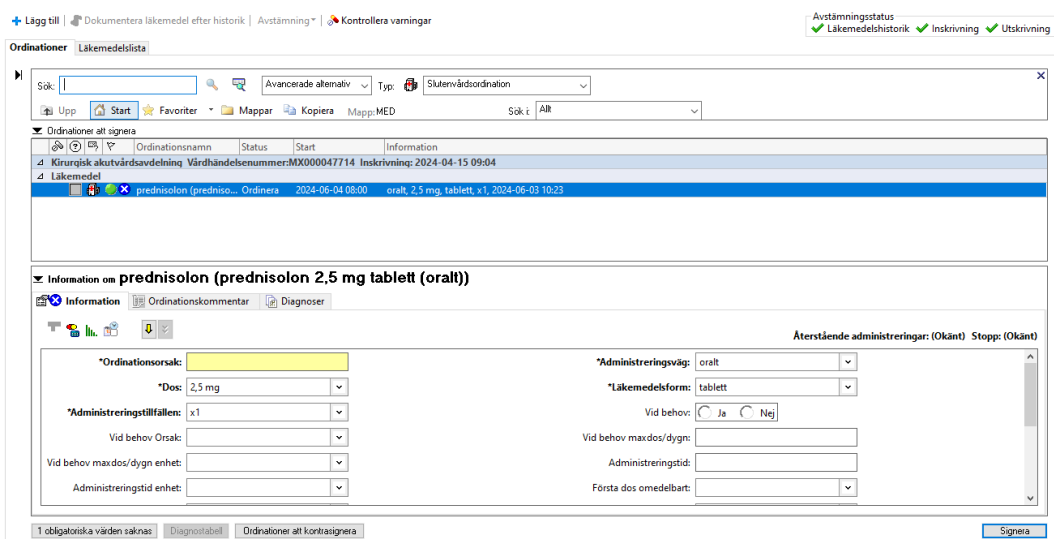 Lägg till | Dokumentera läkemedel efter historik | Avstämning | Kontrollera varningar
Avstämningsstatus
Läkemedelshistorik Inskrivning Utskrivning
Ordinationer Läkemedelslista
Sök: Avancerade alternativ Typ: Slutenvårdsordination
Upp Start Favoriter Mappar Kopiera Mapp: MED Sök i: Allt
Ordinationer att signera
Ordinationsnamn Status Start Information
Kirurgisk akutvårdsavdelning Vårdhändelsenummer:MX000047714 Inskrivning: 2024-04-15 09:04
Läkemedel
prednisolon (predniso... Ordinera 2024-06-04 08:00 oralt, 2,5 mg, tablett, x1, 2024-06-03 10:23
Information om prednisolon (prednisolon 2,5 mg tablett (oralt))
Information Ordinationskommentar Diagnoser
Återstående administreringar: (Okänt) Stopp: (Okänt)
*Ordinationsorsak: *Administreringsväg: oralt
*Dos: 2,5 mg *Läkemedelsform: tablett
*Administreringstillfällen: x1 Vid behov: Ja Nej
Vid behov Orsak: Vid behov maxdos/dygn:
Vid behov maxdos/dygn enhet: Administreringstid:
Administreringstid enhet: Första dos omedelbart:
1 obligatoriska värden saknas Diagnostabell Ordinationer att kontrasignera Signera